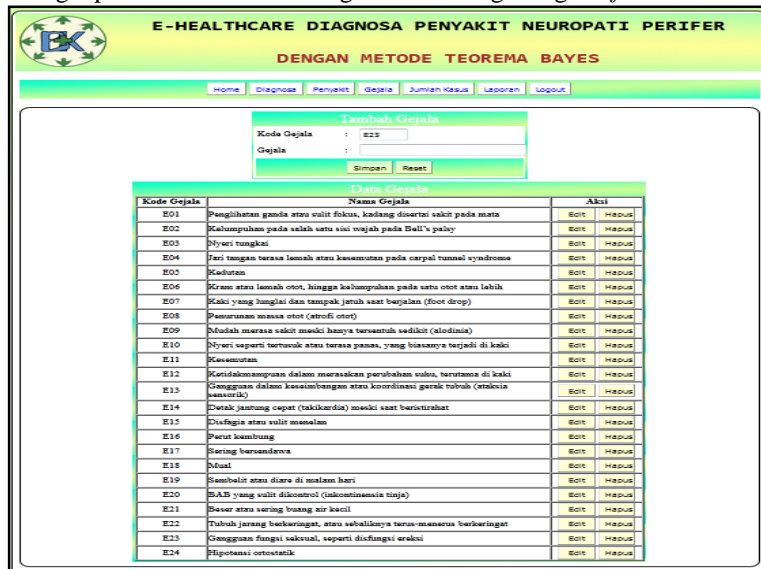 E-HEALTHCARE DIAGNOSA PENYAKIT NEUROPATI PERIFER
DENGAN METODE TEOREMA BAYES
Home Diagnosa Penyakit Gejala Jumlah Kasus Laporan Logout
Tambah Gejala
Kode Gejala : E25
Gejala :
Simpan Reset
Data Gejala
Kode Gejala Nama Gejala Aksi
E01 Penglihatan ganda atau sulit fokus, kadang disertai sakit pada mata Edit Hapus
E02 Kelumpuhan pada salah satu sisi wajah pada Bell's palsy Edit Hapus
E03 Nyeri tungkai Edit Hapus
E04 Jari tangan terasa lemah atau kesemutan pada carpal tunnel syndrome Edit Hapus
E05 Kedutan Edit Hapus
E06 Kram atau lemah otot, hingga kelumpuhan pada satu otot atau lebih Edit Hapus
E07 Kaki yang lunglai dan tampak jatuh saat berjalan (foot drop) Edit Hapus
E08 Penurunan massa otot (atrofi otot) Edit Hapus
E09 Mudah merasa sakit meski hanya tersentuh sedikit (alodinia) Edit Hapus
E10 Nyeri seperti tertusuk atau terasa panas, yang biasanya terjadi di kaki Edit Hapus
E11 Kesemutan Edit Hapus
E12 Ketidakmampuan dalam merasakan perubahan suhu, terutama di kaki Edit Hapus
E13 Gangguan dalam keseimbangan atau koordinasi gerak tubuh (ataksia
sensorik) Edit Hapus
E14 Detak jantung cepat (takikardia) meski saat beristirahat Edit Hapus
E15 Disfagia atau sulit menelan Edit Hapus
E16 Perut kembung Edit Hapus
E17 Sering bersendawa Edit Hapus
E18 Mual Edit Hapus
E19 Sembelit atau diare di malam hari Edit Hapus
E20 BAB yang sulit dikontrol (inkontinensia tinja) Edit Hapus
E21 Beser atau sering buang air kecil Edit Hapus
E22 Tubuh jarang berkeringat, atau sebaliknya terus-menerus berkeringat Edit Hapus
E23 Gangguan fungsi seksual, seperti disfungsi ereksi Edit Hapus
E24 Hipotensi ortostatik Edit Hapus